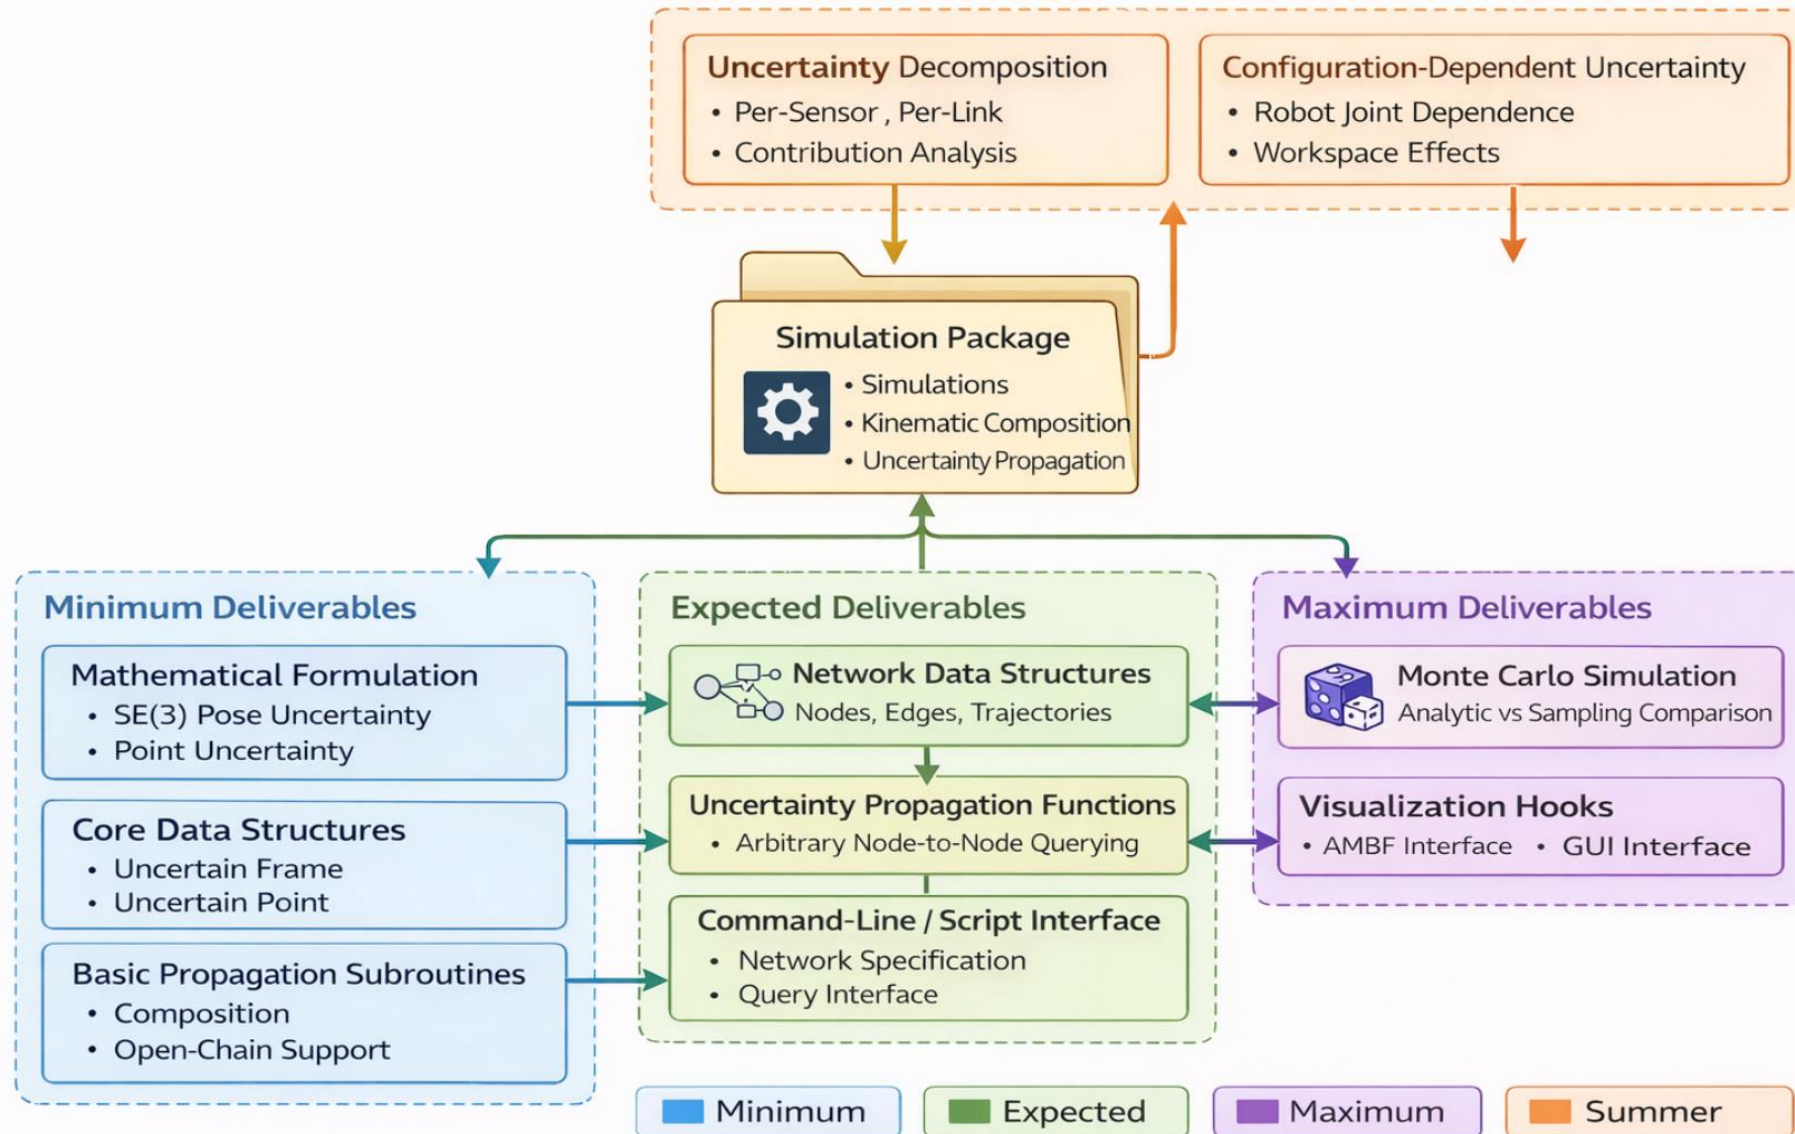 Uncertainty Decomposition
• Per-Sensor , Per-Link
• Contribution Analysis
Configuration-Dependent Uncertainty
• Robot Joint Dependence
• Workspace Effects
Simulation Package
• Simulations
• Kinematic Composition
• Uncertainty Propagation
Minimum Deliverables
Mathematical Formulation
• SE(3) Pose Uncertainty
• Point Uncertainty
Core Data Structures
• Uncertain Frame
• Uncertain Point
Basic Propagation Subroutines
• Composition
• Open-Chain Support
Expected Deliverables
Network Data Structures
Nodes, Edges, Trajectories
Uncertainty Propagation Functions
• Arbitrary Node-to-Node Querying
Command-Line / Script Interface
• Network Specification
• Query Interface
Maximum Deliverables
Monte Carlo Simulation
Analytic vs Sampling Comparison
Visualization Hooks
• AMBF Interface • GUI Interface
Minimum
Expected
Maximum
Summer